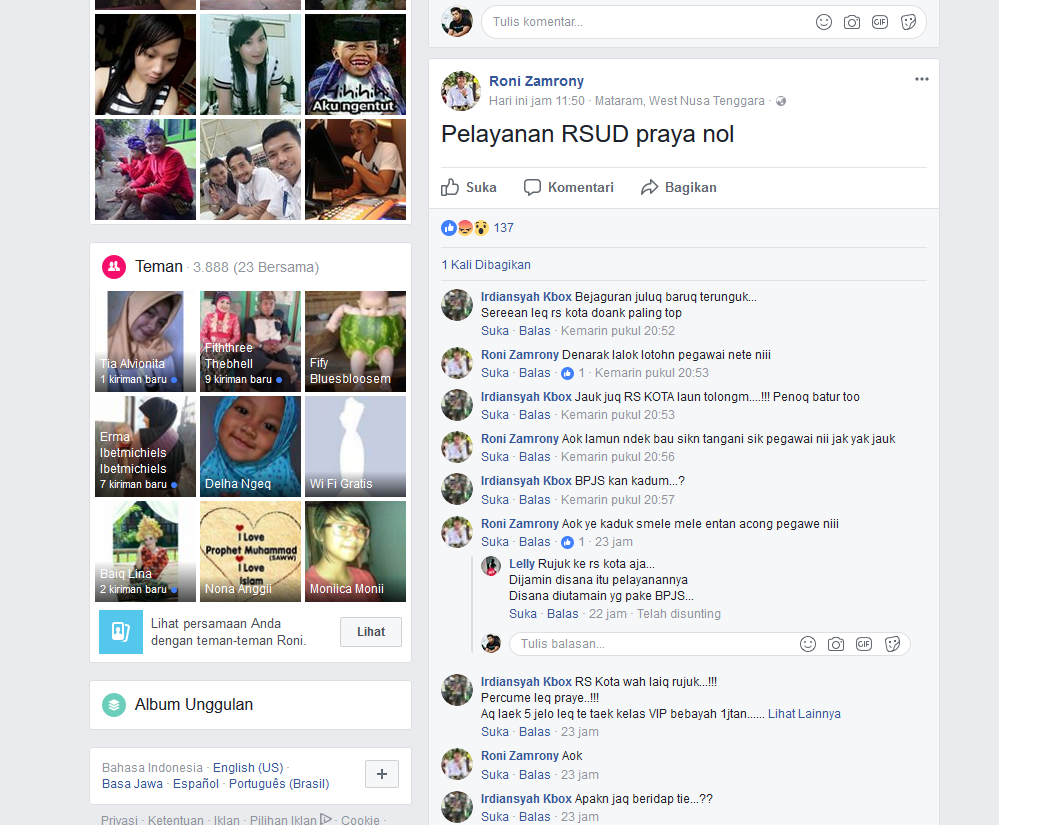 Hihihihi
Aku ngentut
Teman · 3.888 (23 Bersama)
Tia Alvionita
1 kiriman baru
Fiththree
Thebhell
9 kiriman baru
Fify
Bluesbloosem
Erma
Ibetmichiels
Ibetmichiels
7 kiriman baru
Delha Ngeq
Wi Fi Gratis
Baiq Lina
2 kiriman baru
I Love
Prophet Muhammad
(SAWW)
I Love
Islam
Nona Anggii
Moniica Monii
Lihat persamaan Anda
dengan teman-teman Roni.
Lihat
Album Unggulan
Bahasa Indonesia · English (US) ·
Basa Jawa · Español · Português (Brasil)
+
Privasi · Ketentuan · Iklan · Pilihan Iklan · Cookie ·
Tulis komentar...
GIF
Roni Zamrony
Hari ini jam 11:50 · Mataram, West Nusa Tenggara ·
Pelayanan RSUD praya nol
Suka Komentari Bagikan
137
1 Kali Dibagikan
Irdiansyah Kbox Bejaguran juluq baruq terunguk...
Sereean leq rs kota doank paling top
Suka · Balas · Kemarin pukul 20:52
Roni Zamrony Denarak lalok lotohn pegawai nete niii
Suka · Balas · 1 · Kemarin pukul 20:53
Irdiansyah Kbox Jauk juq RS KOTA laun tolongm....!!! Penoq batur too
Suka · Balas · Kemarin pukul 20:53
Roni Zamrony Aok lamun ndek bau sikn tangani sik pegawai nii jak yak jauk
Suka · Balas · Kemarin pukul 20:56
Irdiansyah Kbox BPJS kan kadum...?
Suka · Balas · Kemarin pukul 20:57
Roni Zamrony Aok ye kaduk smele mele entan acong pegawe niii
Suka · Balas · 1 · 23 jam
Lelly Rujuk ke rs kota aja...
Dijamin disana itu pelayanannya
Disana diutamain yg pake BPJS...
Suka · Balas · 22 jam · Telah disunting
Tulis balasan...
GIF
Irdiansyah Kbox RS Kota wah laiq rujuk...!!!
Percume leq praye..!!!
Aq laek 5 jelo leq te taek kelas VIP bebayah 1jtan...... Lihat Lainnya
Suka · Balas · 23 jam
Roni Zamrony Aok
Suka · Balas · 23 jam
Irdiansyah Kbox Apakn jaq beridap tie...??
Suka · Balas · 23 jam